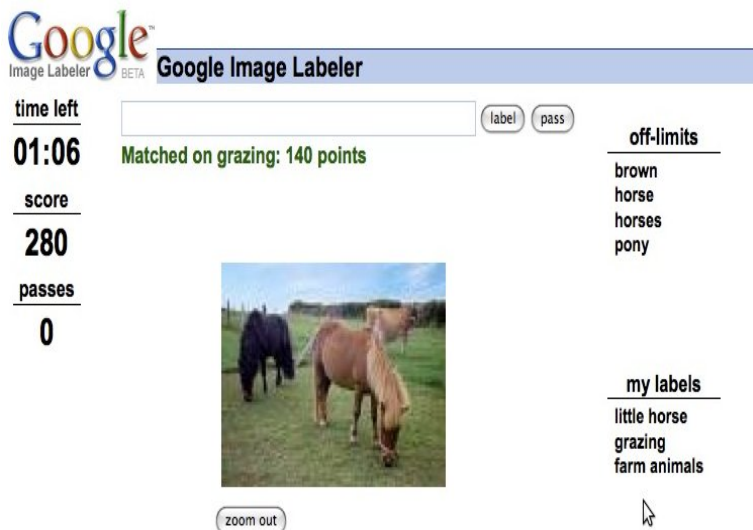 Google™
Image Labeler BETA
Google Image Labeler
time left
01:06
score
280
passes
0
label
pass
Matched on grazing: 140 points
zoom out
off-limits
brown
horse
horses
pony
my labels
little horse
grazing
farm animals